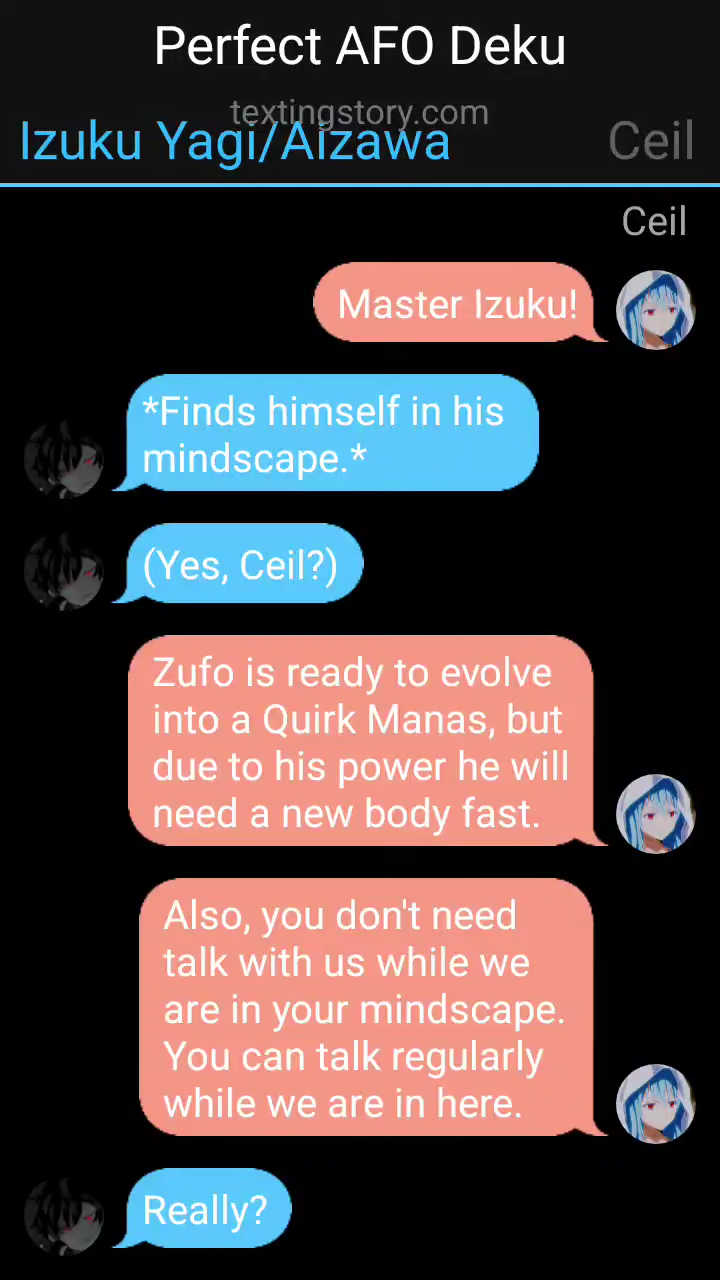 Perfect AFO Deku
textingstory.com
Izuku Yagi/Aizawa Ceil
Ceil
Master Izuku!
*Finds himself in his
mindscape.*
(Yes, Ceil?)
Zufo is ready to evolve
into a Quirk Manas, but
due to his power he will
need a new body fast.
Also, you don't need
talk with us while we
are in your mindscape.
You can talk regularly
while we are in here.
Really?